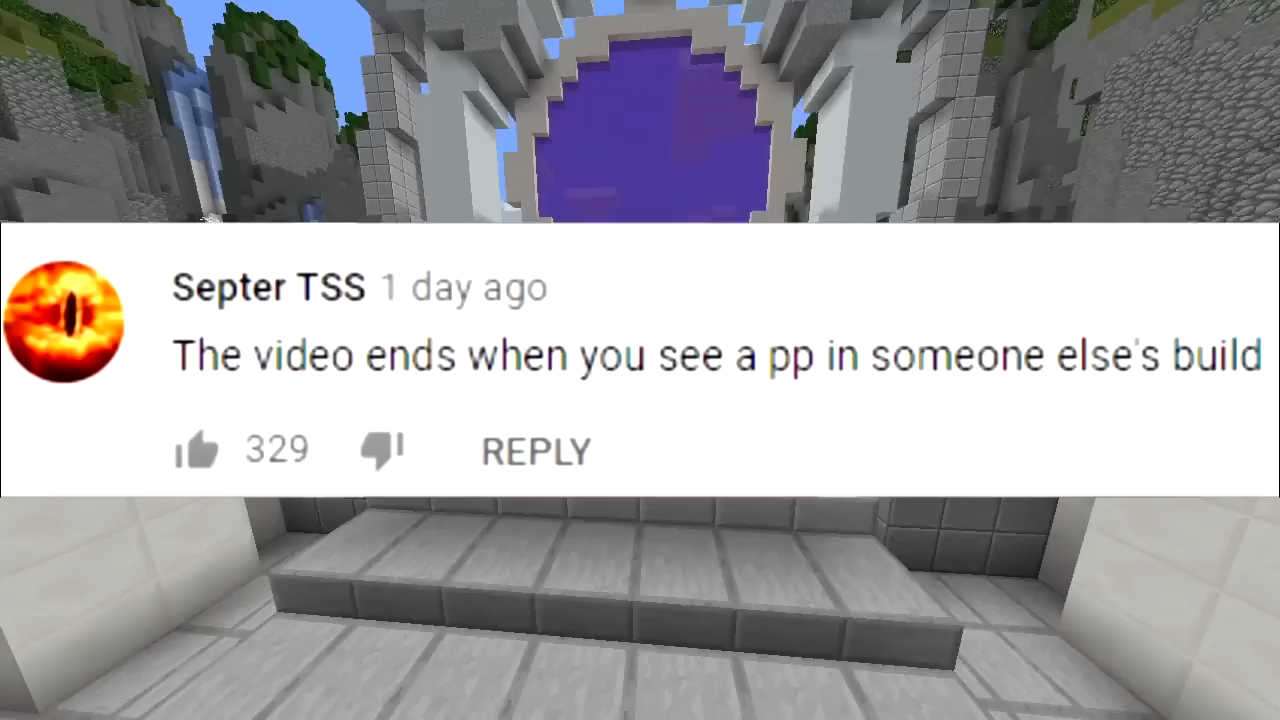 Septer TSS 1 day ago
The video ends when you see a pp in someone else's build
329 REPLY